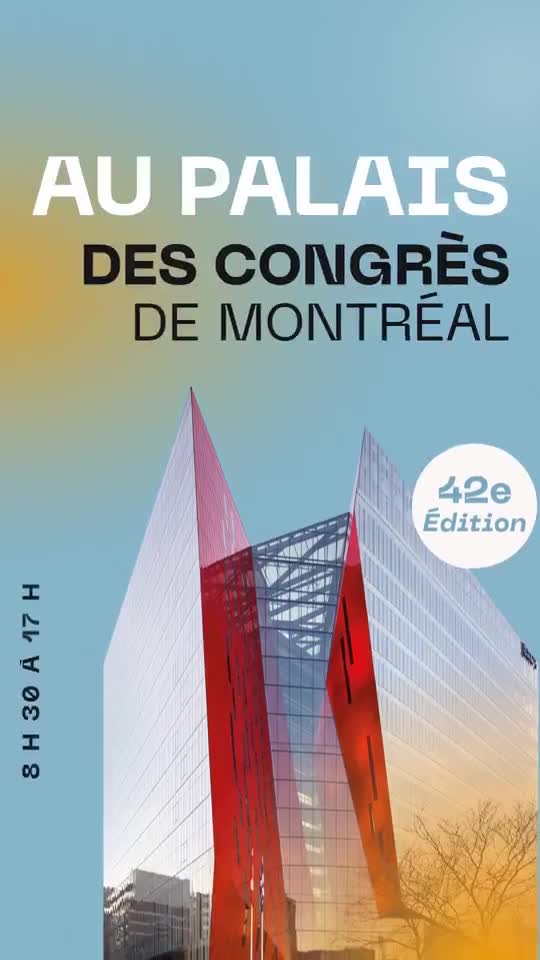 AU PALAIS
DES CONGRÈS
DE MONTRÉAL
42e
Édition
8 H 30 À 17 H